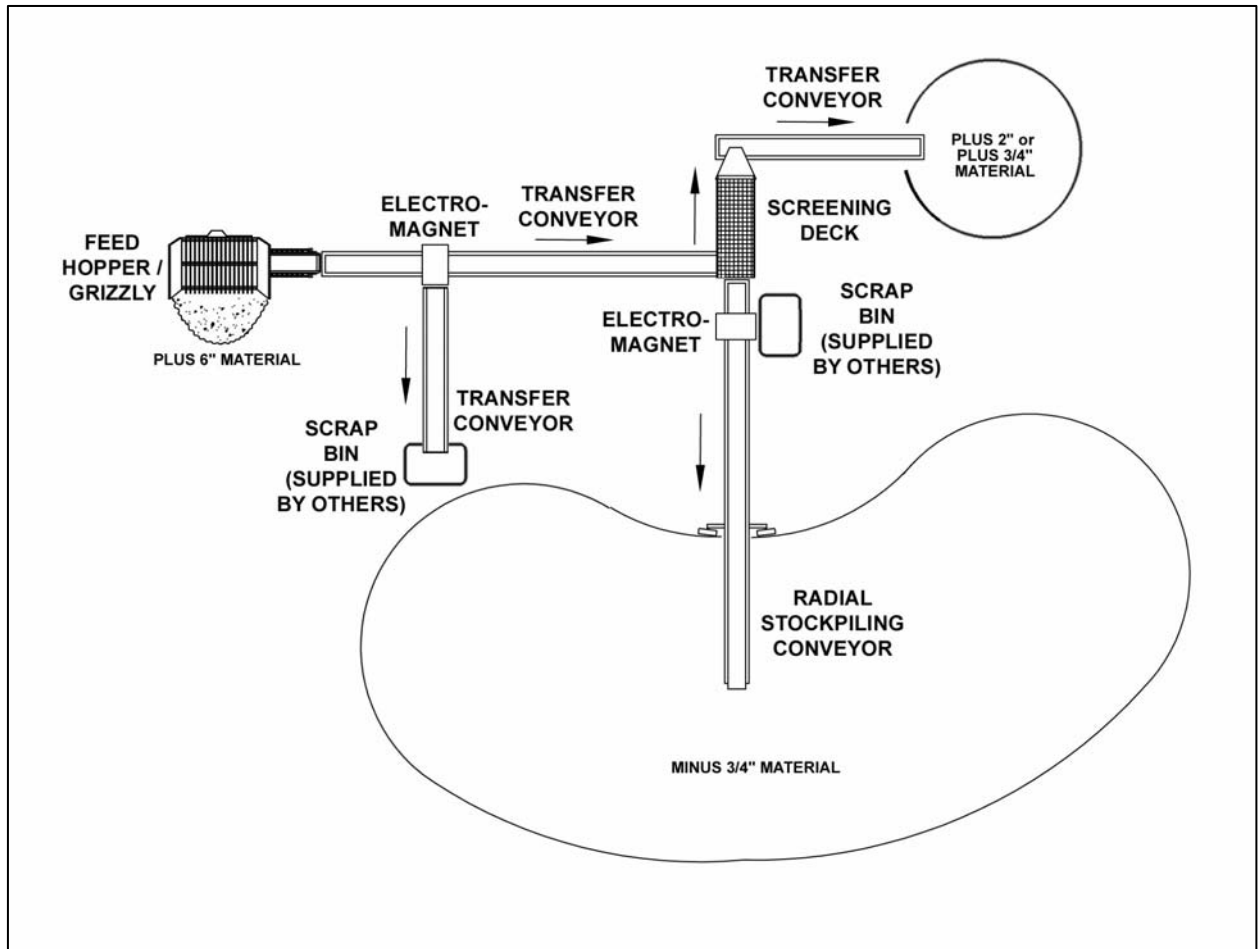 TRANSFER
CONVEYOR
PLUS 2" or
PLUS 3/4"
MATERIAL
ELECTRO-
MAGNET
TRANSFER
CONVEYOR
SCREENING
DECK
FEED
HOPPER /
GRIZZLY
PLUS 6" MATERIAL
ELECTRO-
MAGNET
SCRAP
BIN
(SUPPLIED
BY OTHERS)
TRANSFER
CONVEYOR
SCRAP
BIN
(SUPPLIED
BY OTHERS)
RADIAL
STOCKPILING
CONVEYOR
MINUS 3/4" MATERIAL